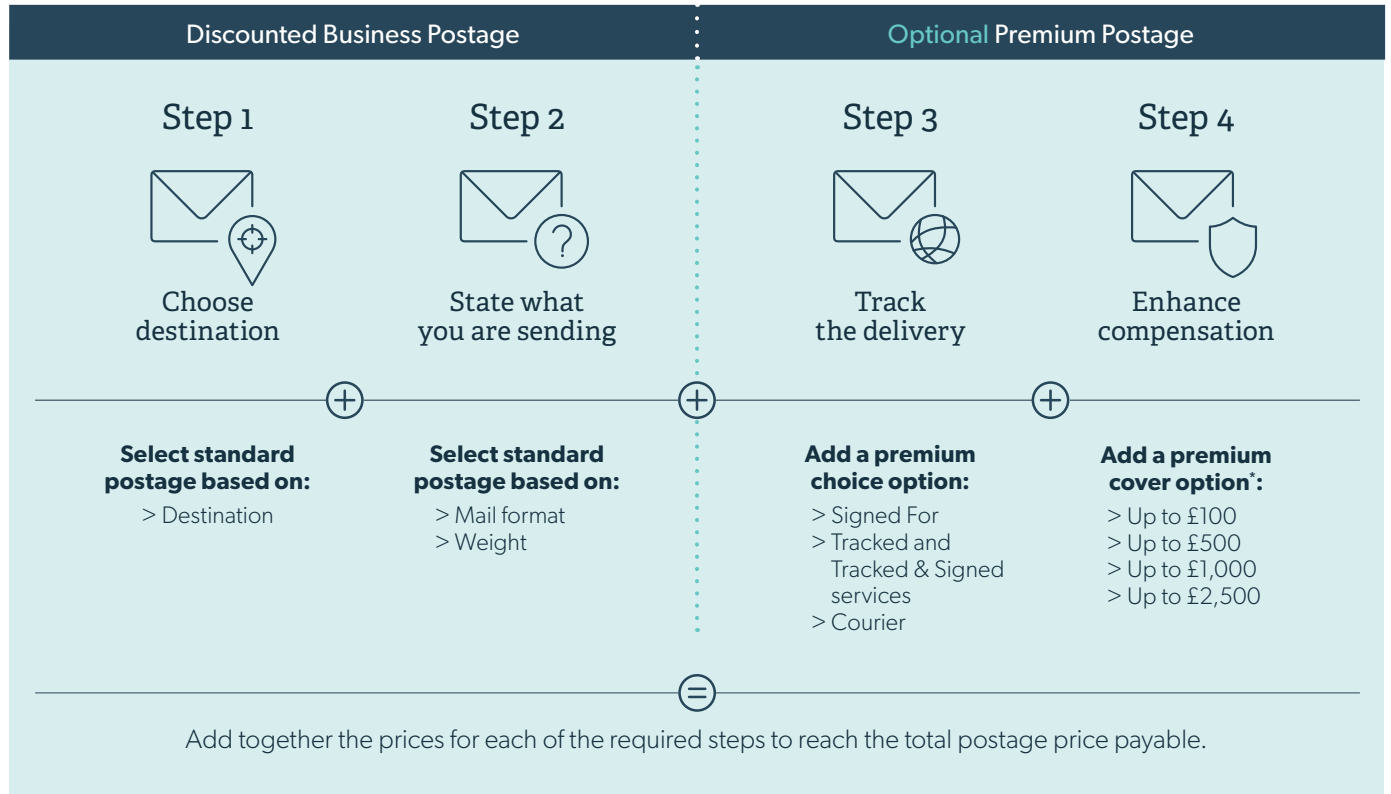 Discounted Business Postage
Optional Premium Postage
Step 1
Choose
destination
Select standard
postage based on:
> Destination
Step 2
?
State what
you are sending
Select standard
postage based on:
> Mail format
> Weight
Step 3
Track
the delivery
Add a premium
choice option:
> Signed For
> Tracked and
Tracked & Signed
services
> Courier
Step 4
Enhance
compensation
Add a premium
cover option*:
> Up to £100
> Up to £500
> Up to £1,000
> Up to £2,500
+
+
+
=
Add together the prices for each of the required steps to reach the total postage price payable.